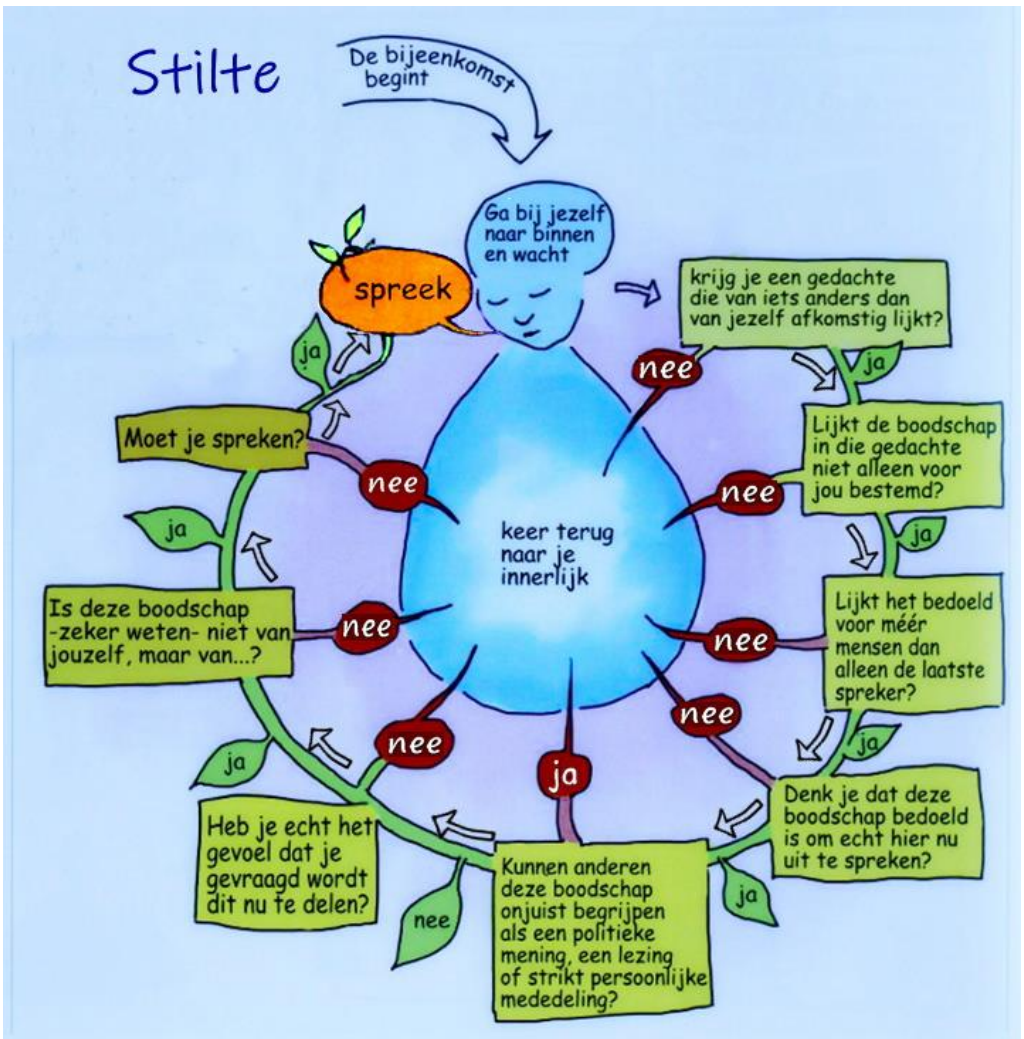 Stilte
De bijeenkomst
begint
Ga bij jezelf
naar binnen
en wacht
krijg je een gedachte
die van iets anders dan
van jezelf afkomstig lijkt?
nee
ja
Lijkt de boodschap
in die gedachte
niet alleen voor
jou bestemd?
nee
ja
Lijkt het bedoeld
voor méér
mensen dan
alleen de laatste
spreker?
nee
ja
Denk je dat deze
boodschap bedoeld
is om echt hier nu
uit te spreken?
nee
ja
Kunnen anderen
deze boodschap
onjuist begrijpen
als een politieke
mening, een lezing
of strikt persoonlijke
mededeling?
ja
nee
Heb je echt het
gevoel dat je
gevraagd wordt
dit nu te delen?
nee
ja
Is deze boodschap
-zeker weten- niet van
jouzelf, maar van...?
nee
ja
Moet je spreken?
nee
ja
spreek
keer terug
naar je
innerlijk